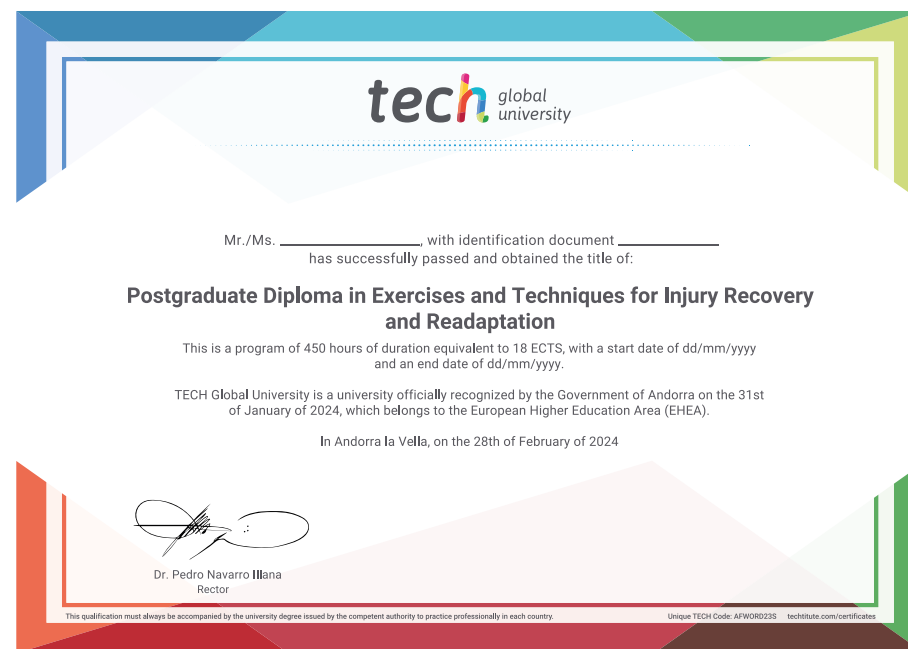 tech global university
Mr./Ms. ____________________, with identification document ______________
has successfully passed and obtained the title of:
Postgraduate Diploma in Exercises and Techniques for Injury Recovery
and Readaptation
This is a program of 450 hours of duration equivalent to 18 ECTS, with a start date of dd/mm/yyyy
and an end date of dd/mm/yyyy.
TECH Global University is a university officially recognized by the Government of Andorra on the 31st
of January of 2024, which belongs to the European Higher Education Area (EHEA).
In Andorra la Vella, on the 28th of February of 2024
Dr. Pedro Navarro Illana
Rector
This qualification must always be accompanied by the university degree issued by the competent authority to practice professionally in each country.
Unique TECH Code: AFWORD23S techtitute.com/certificates